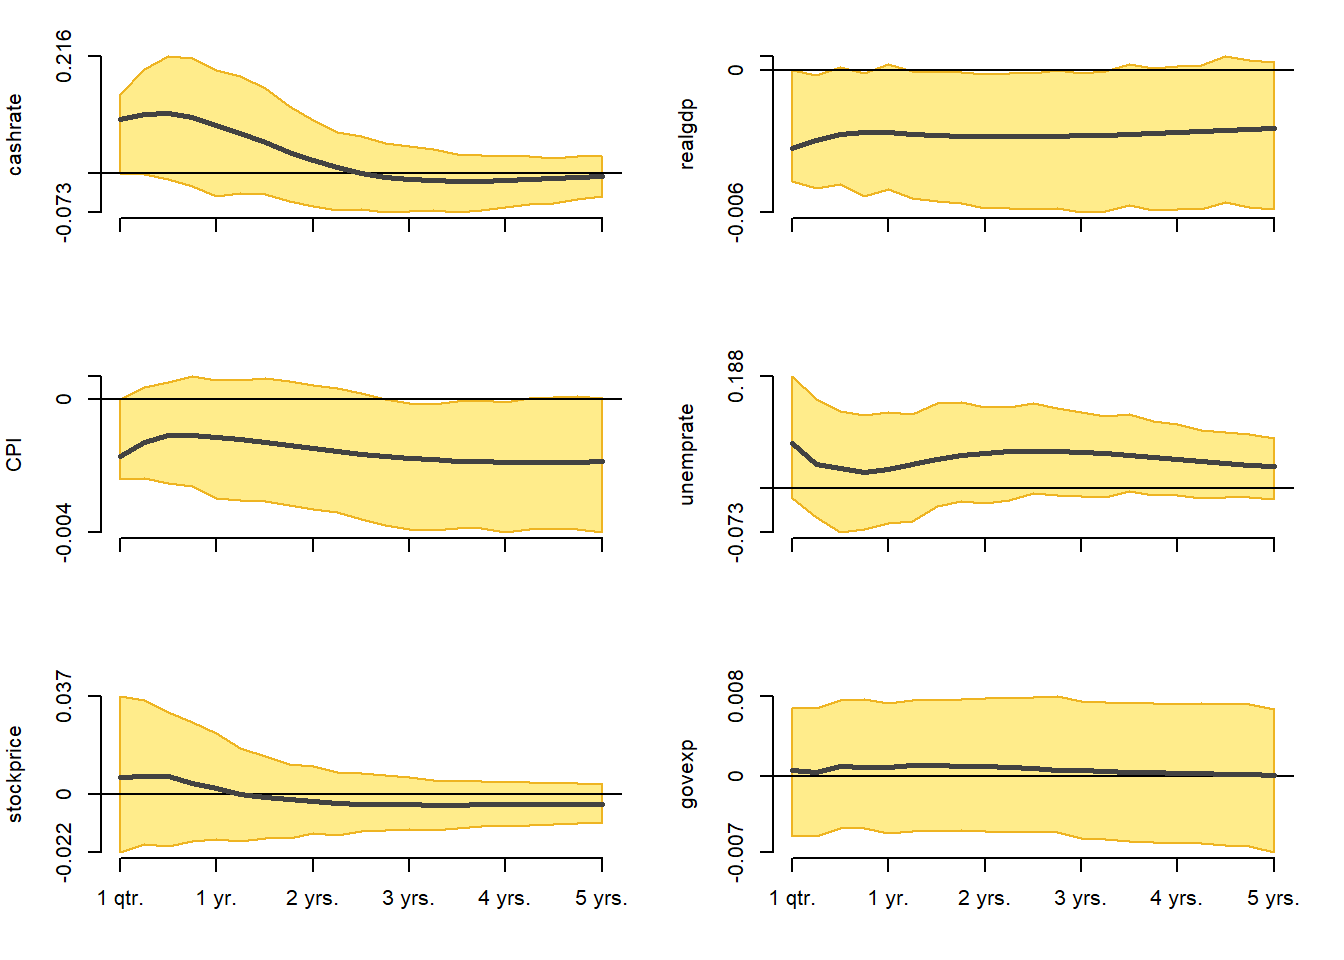 cashrate
0.216
-0.073
realgdp
0
-0.006
CPI
0
-0.004
unemprate
0.188
-0.073
stockprice
0.037
0
-0.022
govexp
0.008
0
-0.007
1 qtr. 1 yr. 2 yrs. 3 yrs. 4 yrs. 5 yrs.
1 qtr. 1 yr. 2 yrs. 3 yrs. 4 yrs. 5 yrs.